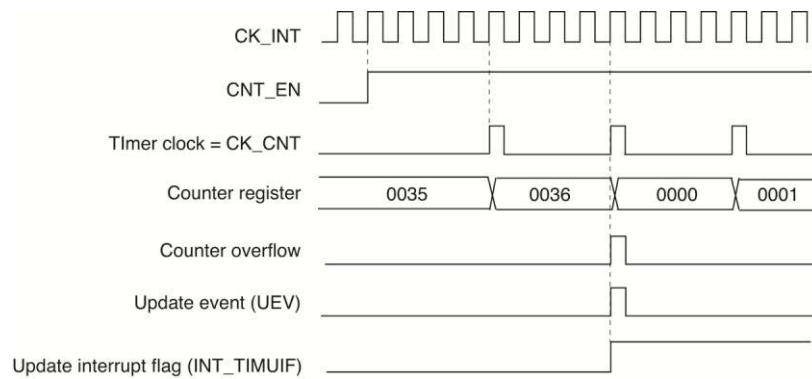 CK_INT
CNT_EN
TImer clock = CK_CNT
Counter register
0035 0036 0000 0001
Counter overflow
Update event (UEV)
Update interrupt flag (INT_TIMUIF)